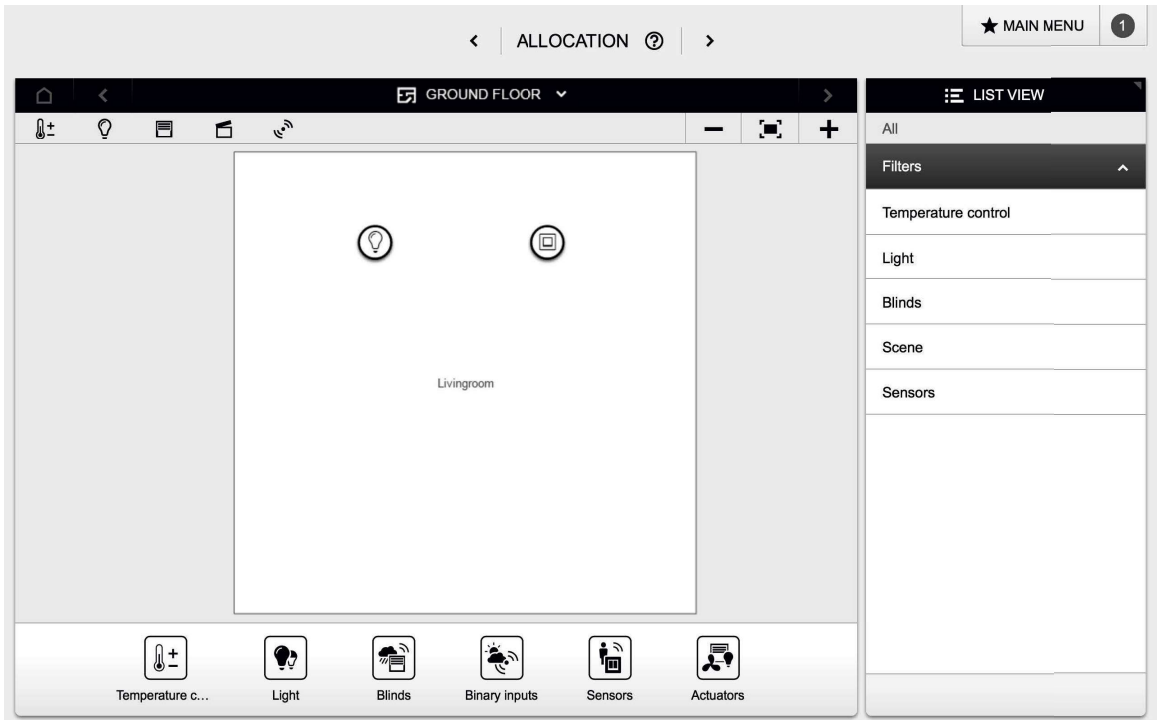 ALLOCATION ?
★ MAIN MENU 1
GROUND FLOOR
LIST VIEW
All
Filters
Temperature control
Light
Blinds
Scene
Sensors
Livingroom
Temperature c...
Light
Blinds
Binary inputs
Sensors
Actuators